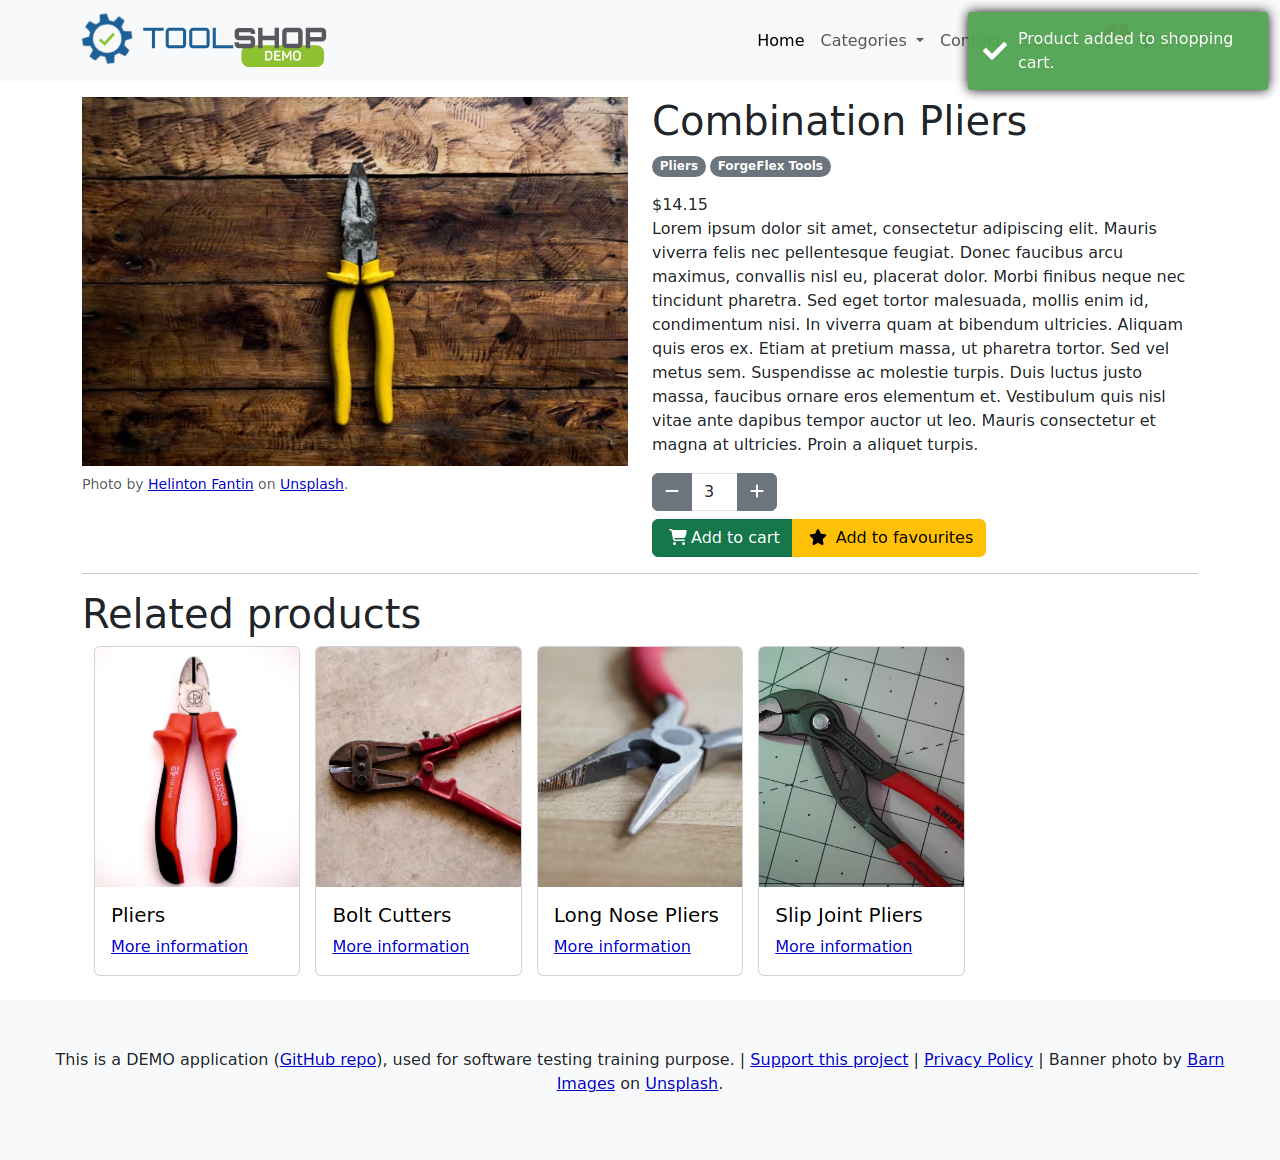 TOOLSHOP
DEMO
Home
Categories
Contact
Product added to shopping
cart.
Combination Pliers
Pliers
ForgeFlex Tools
$14.15
Lorem ipsum dolor sit amet, consectetur adipiscing elit. Mauris
viverra felis nec pellentesque feugiat. Donec faucibus arcu
maximus, convallis nisl eu, placerat dolor. Morbi finibus neque nec
tincidunt pharetra. Sed eget tortor malesuada, mollis enim id,
condimentum nisi. In viverra quam at bibendum ultricies. Aliquam
quis eros ex. Etiam at pretium massa, ut pharetra tortor. Sed vel
metus sem. Suspendisse ac molestie turpis. Duis luctus justo
massa, faucibus ornare eros elementum et. Vestibulum quis nisl
vitae ante dapibus tempor auctor ut leo. Mauris consectetur et
magna at ultricies. Proin a aliquet turpis.
Photo by Helinton Fantin on Unsplash.
3
Add to cart
Add to favourites
Related products
LUX-TOOLS
KNIPEX
Pliers
More information
Bolt Cutters
More information
Long Nose Pliers
More information
Slip Joint Pliers
More information
This is a DEMO application (GitHub repo), used for software testing training purpose. | Support this project | Privacy Policy | Banner photo by Barn
Images on Unsplash.